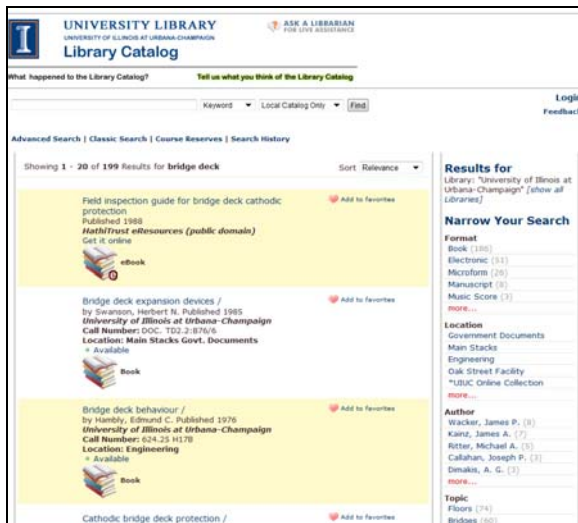 UNIVERSITY LIBRARY
UNIVERSITY OF ILLINOIS AT URBANA-CHAMPAIGN
Library Catalog
ASK A LIBRARIAN
FOR LIVE ASSISTANCE
What happened to the Library Catalog?
Tell us what you think of the Library Catalog
Keyword
Local Catalog Only
Find
Login
Feedback
Advanced Search | Classic Search | Course Reserves | Search History
Showing 1 - 20 of 199 Results for bridge deck
Sort Relevance
Field inspection guide for bridge deck cathodic
protection
Published 1988
HathiTrust eResources (public domain)
Get it online
eBook
Add to favorites
Bridge deck expansion devices /
by Swanson, Herbert N. Published 1985
University of Illinois at Urbana-Champaign
Call Number: DOC. TD2.2:876/6
Location: Main Stacks Govt. Documents
+ Available
Book
Add to favorites
Bridge deck behaviour /
by Hambly, Edmund C. Published 1976
University of Illinois at Urbana-Champaign
Call Number: 624.25 H17B
Location: Engineering
+ Available
Book
Add to favorites
Cathodic bridge deck protection /
Add to favorites
Results for
Library: "University of Illinois at
Urbana-Champaign" [show all
Libraries]
Narrow Your Search
Format
Book (186)
Electronic (51)
Microform (26)
Manuscript (8)
Music Score (3)
more...
Location
Government Documents
Main Stacks
Engineering
Oak Street Facility
*UIUC Online Collection
more...
Author
Wacker, James P. (8)
Kainz, James A. (7)
Ritter, Michael A. (5)
Callahan, Joseph P. (3)
Dimakis, A. G. (3)
more...
Topic
Floors (74)
Bridges (60)